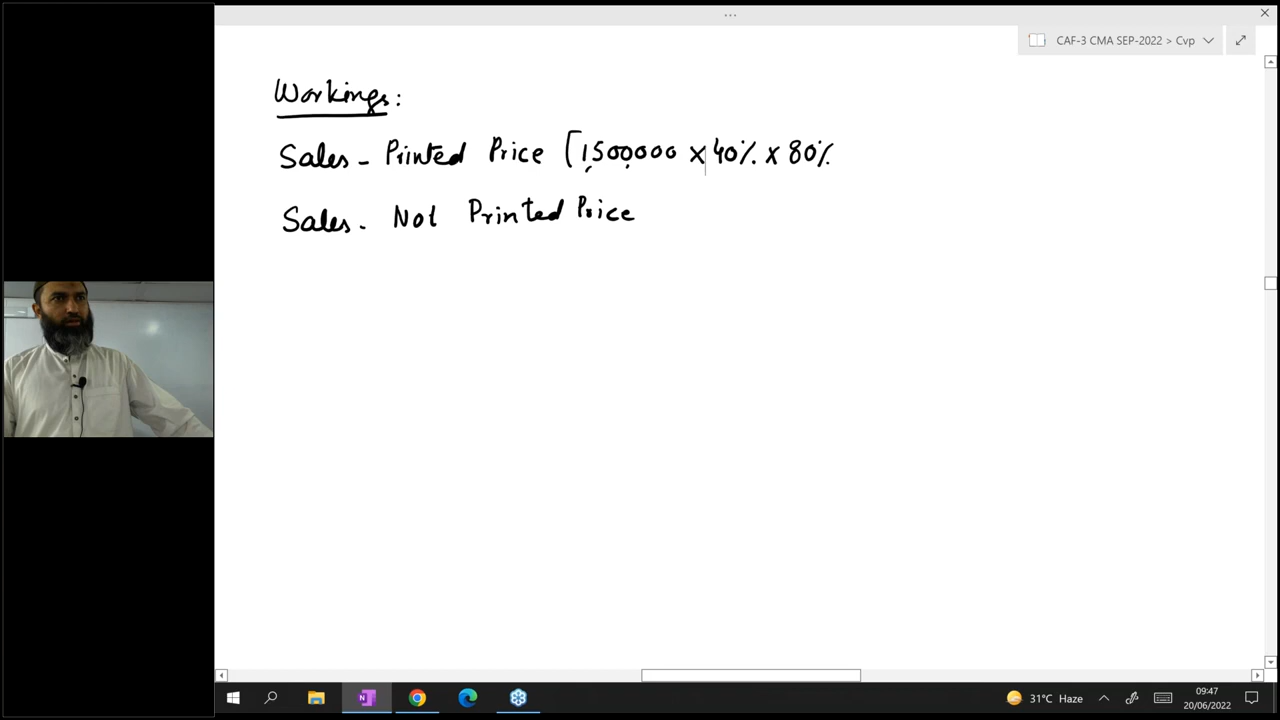 CAF-3 CMA SEP-2022 > Cvp
Workings:
Sales - Printed Price [1,500,000 x 40% x 80%
Sales - Not Printed Price
31°C Haze
09:47
20/06/2022